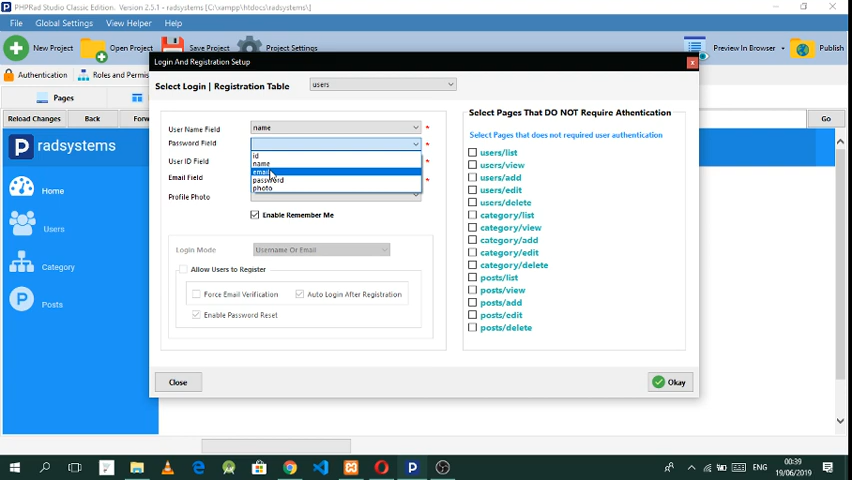 PHPRad Studio Classic Edition. Version - 2.5.1 - radsystems [C:\xampp\htdocs\radsystems\]
File Global Settings View Helper Help
New Project Open Project Save Project Project Settings Preview In Browser Publish
Authentication Roles and Permis
Pages
Reload Changes Back Forw Go
radsystems
Home
Users
Category
Posts
Login And Registration Setup
Select Login | Registration Table users
User Name Field name *
Password Field *
id
name
email
password
photo
User ID Field *
Email Field *
Profile Photo
Enable Remember Me
Login Mode Username Or Email
Allow Users to Register
Force Email Verification Auto Login After Registration
Enable Password Reset
Select Pages That DO NOT Require Athentication
Select Pages that does not required user authentication
users/list
users/view
users/add
users/edit
users/delete
category/list
category/view
category/add
category/edit
category/delete
posts/list
posts/view
posts/add
posts/edit
posts/delete
Close Okay
ENG
00:39
19/06/2019